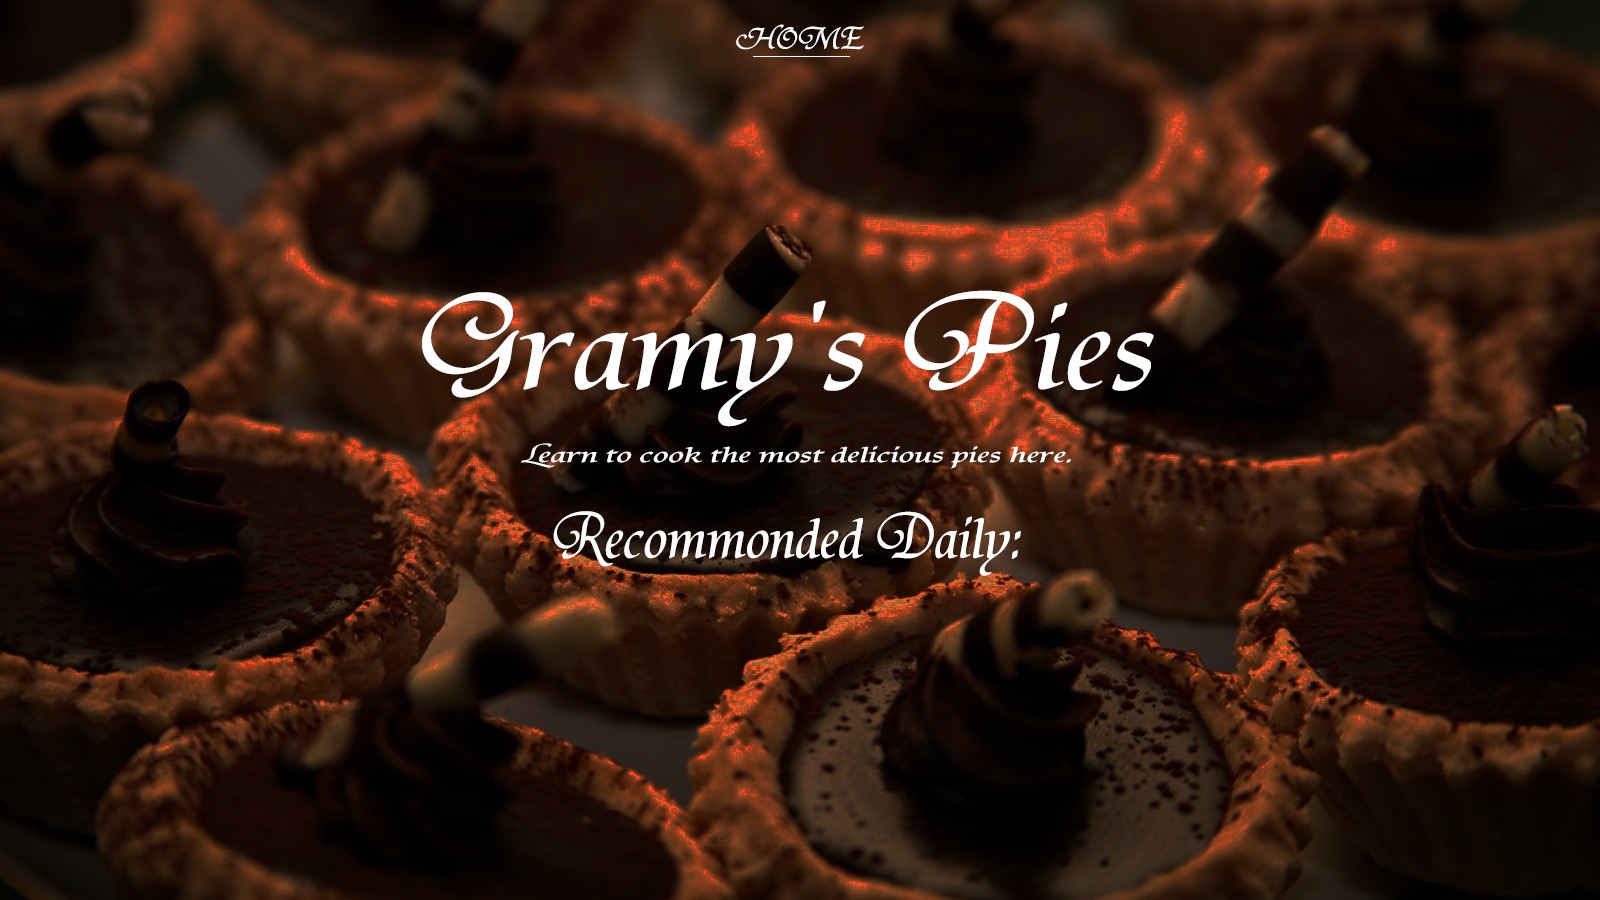 HOME
Gramy's Pies
Learn to cook the most delicious pies here.
Recommonded Daily: